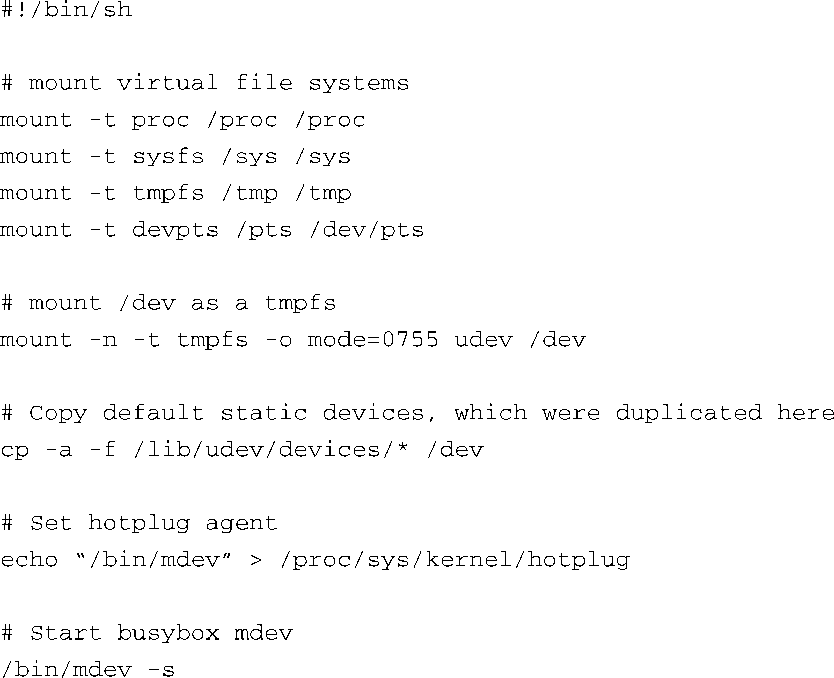 #!/bin/sh
# mount virtual file systems
mount -t proc /proc /proc
mount -t sysfs /sys /sys
mount -t tmpfs /tmp /tmp
mount -t devpts /pts /dev/pts
# mount /dev as a tmpfs
mount -n -t tmpfs -o mode=0755 udev /dev
# Copy default static devices, which were duplicated here
cp -a -f /lib/udev/devices/* /dev
# Set hotplug agent
echo “/bin/mdev” > /proc/sys/kernel/hotplug
# Start busybox mdev
/bin/mdev -s